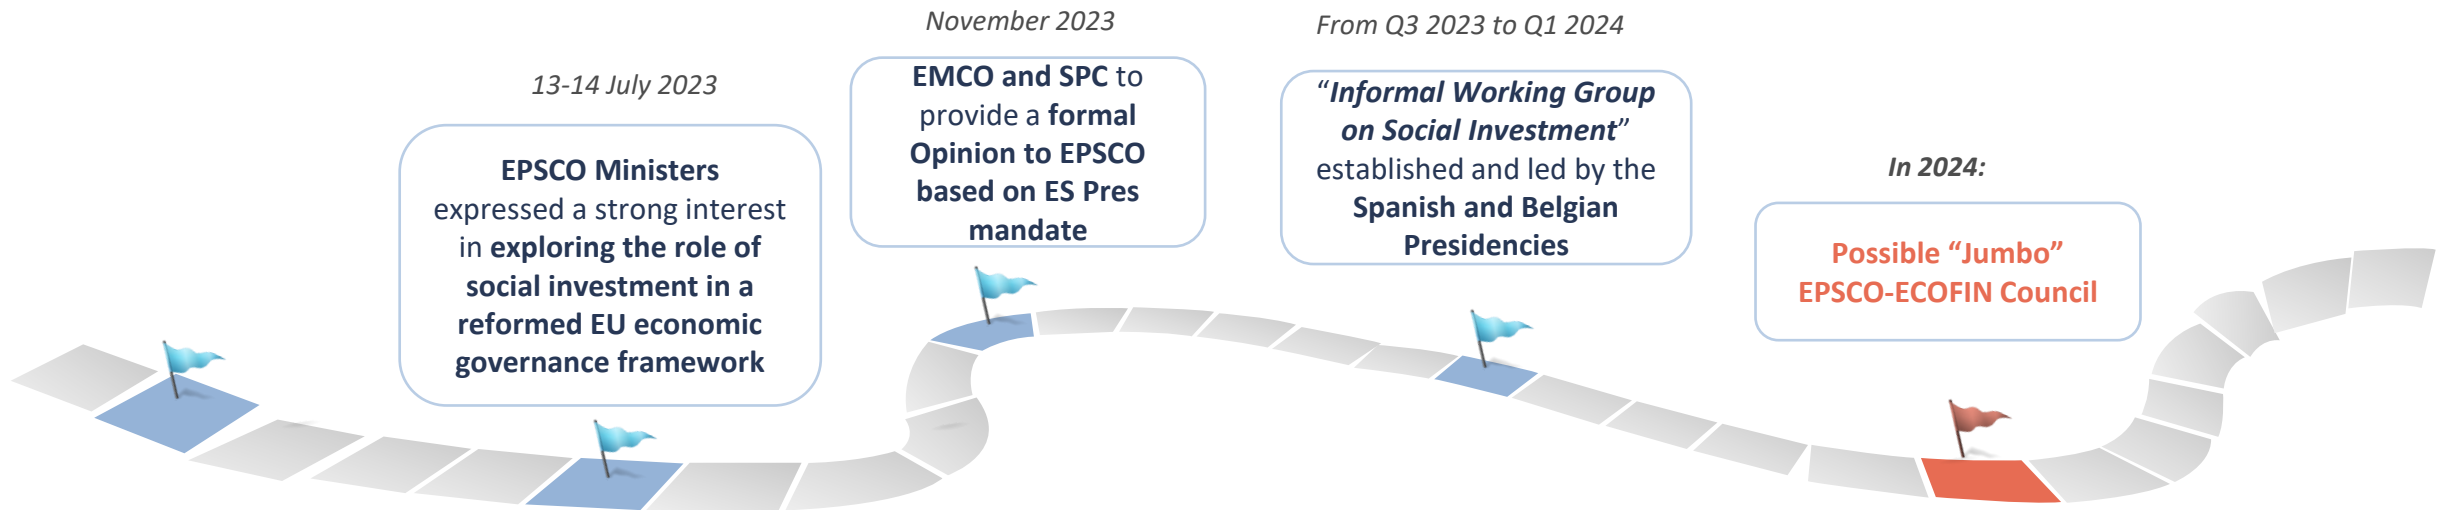 13-14 July 2023
EPSCO Ministers
expressed a strong interest
in exploring the role of
social investment in a
reformed EU economic
governance framework
November 2023
EMCO and SPC to
provide a formal
Opinion to EPSCO
based on ES Pres
mandate
From Q3 2023 to Q1 2024
“Informal Working Group
on Social Investment”
established and led by the
Spanish and Belgian
Presidencies
In 2024:
Possible “Jumbo”
EPSCO-ECOFIN Council